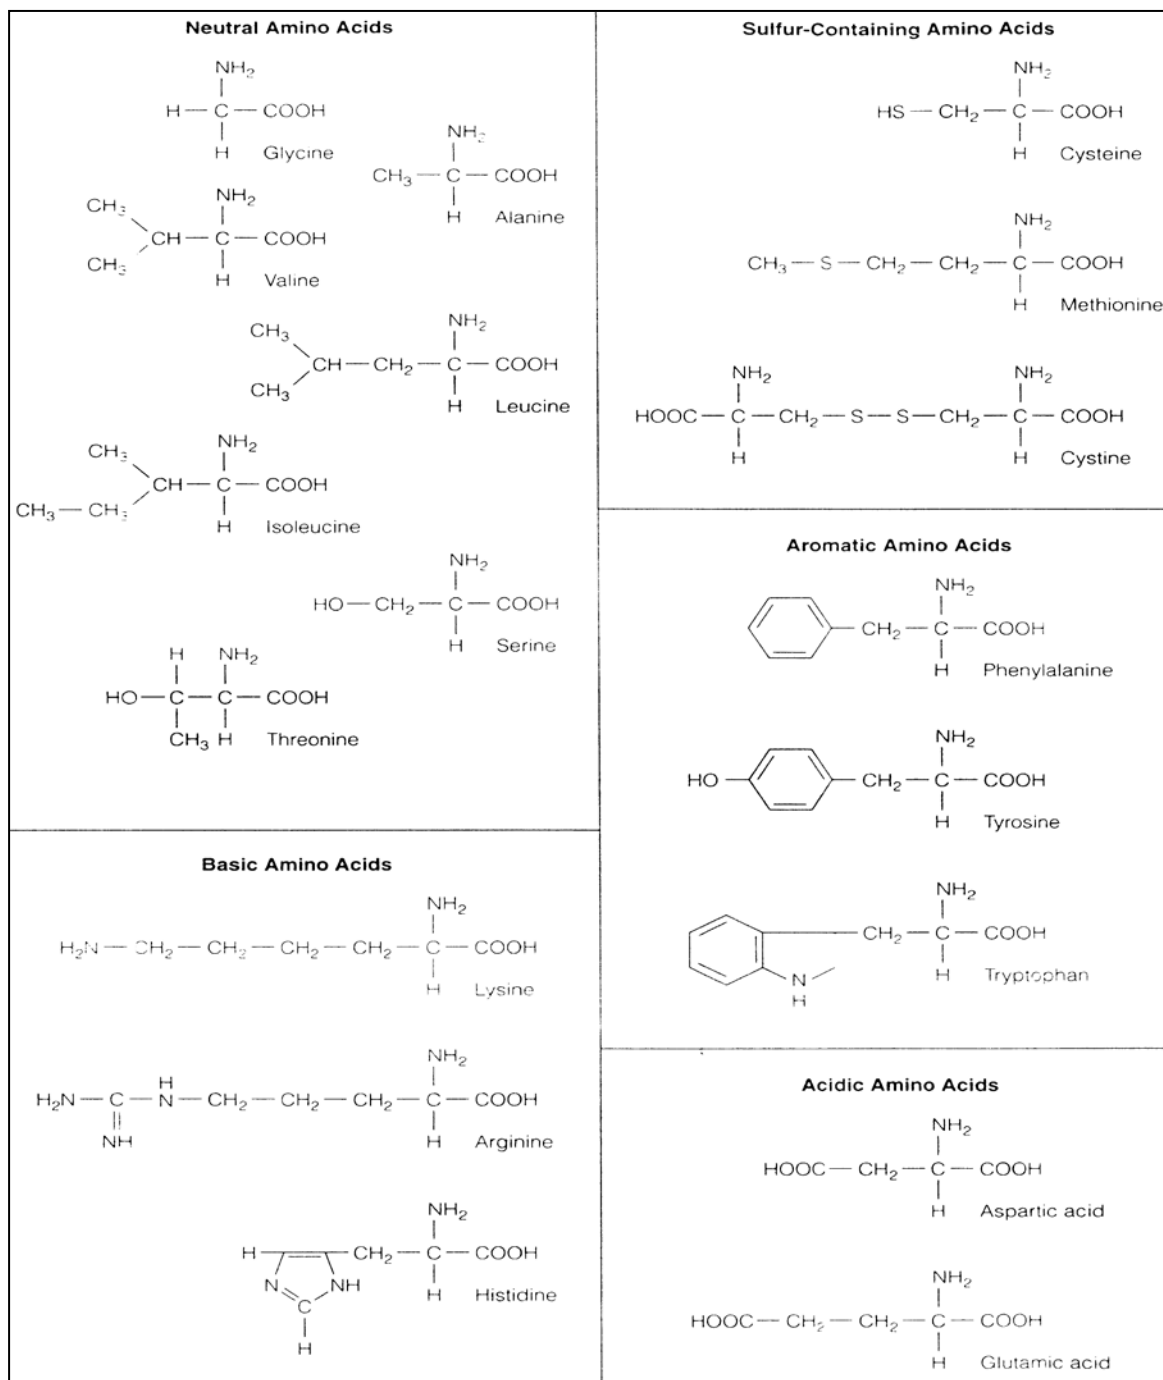 Neutral Amino Acids
NH2
H—C—COOH
H Glycine
NH2
CH3—C—COOH
H Alanine
CH3 NH2
CH—C—COOH
CH3 H
Valine
CH3 NH2
CH—CH2—C—COOH
CH3 H Leucine
CH3 NH2
CH—C—COOH
CH3—CH3 H Isoleucine
NH2
HO—CH2—C—COOH
H Serine
H NH2
HO—C—C—COOH
CH3 H Threonine
Basic Amino Acids
NH2
H2N—CH2—CH2—CH2—CH2—C—COOH
H Lysine
H NH2
H2N—C—N—CH2—CH2—CH2—C—COOH
NH H Arginine
NH2
H CH2—C—COOH
N NH H Histidine
C
H
Sulfur-Containing Amino Acids
NH2
HS—CH2—C—COOH
H Cysteine
NH2
CH3—S—CH2—CH2—C—COOH
H Methionine
NH2 NH2
HOOC—C—CH2—S—S—CH2—C—COOH
H H Cystine
Aromatic Amino Acids
NH2
CH2—C—COOH
H Phenylalanine
NH2
HO CH2—C—COOH
H Tyrosine
NH2
CH2—C—COOH
N H Tryptophan
H
Acidic Amino Acids
NH2
HOOC—CH2—C—COOH
H Aspartic acid
NH2
HOOC—CH2—CH2—C—COOH
H Glutamic acid